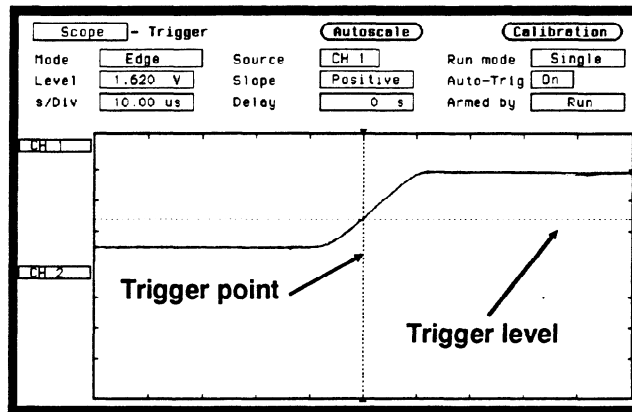 Scope - Trigger Autoscale Calibration
Mode Edge Source CH 1 Run mode Single
Level 1.620 V Slope Positive Auto-Trig On
s/Div 10.00 us Delay 0 s Armed by Run
CH 1
CH 2
Trigger point
Trigger level